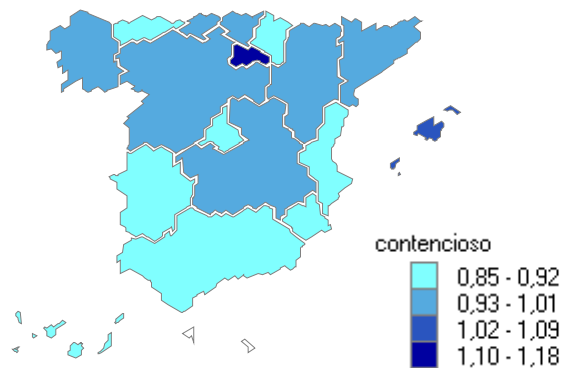 contencioso
0,85 - 0,92
0,93 - 1,01
1,02 - 1,09
1,10 - 1,18